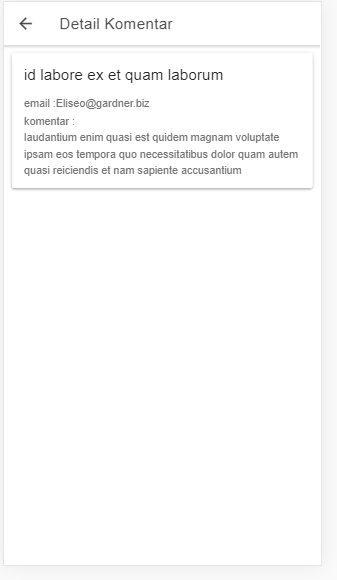 Detail Komentar
id labore ex et quam laborum
email :Eliseo@gardner.biz
komentar :
laudantium enim quasi est quidem magnam voluptate
ipsam eos tempora quo necessitatibus dolor quam autem
quasi reiciendis et nam sapiente accusantium